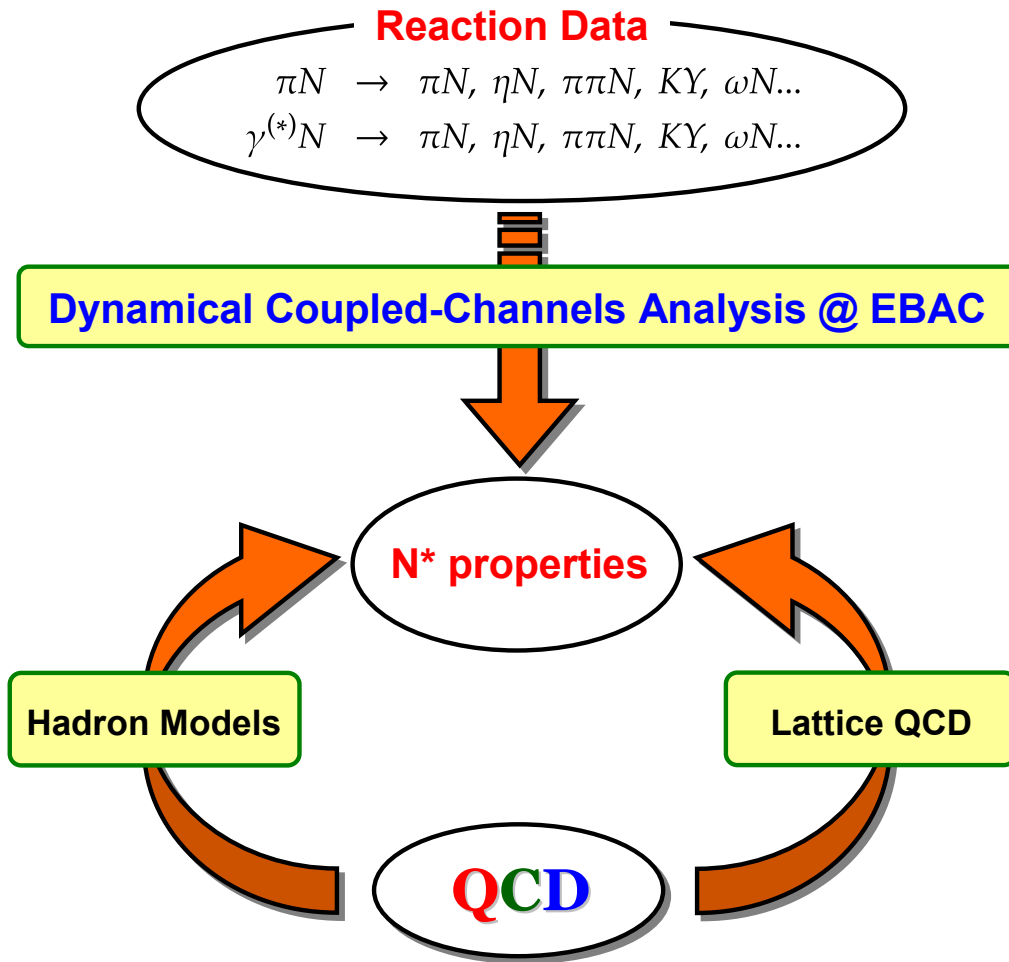 Reaction Data
πN → πN, ηN, ππN, KY, ωN...
γ(*)N → πN, ηN, ππN, KY, ωN...
Dynamical Coupled-Channels Analysis @ EBAC
N* properties
Hadron Models
Lattice QCD
QCD